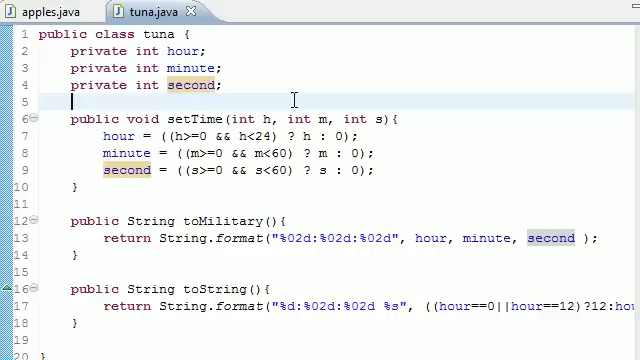 apples.java
tuna.java
1 public class tuna {
2 private int hour;
3 private int minute;
4 private int second;
5
6 public void setTime(int h, int m, int s){
7 hour = ((h>=0 && h<24) ? h : 0);
8 minute = ((m>=0 && m<60) ? m : 0);
9 second = ((s>=0 && s<60) ? s : 0);
10 }
11
12 public String toMilitary(){
13 return String.format("%02d:%02d:%02d", hour, minute, second );
14 }
15
16 public String toString(){
17 return String.format("%d:%02d:%02d %s", ((hour==0||hour==12)?12:hou
18 }
19
20 }